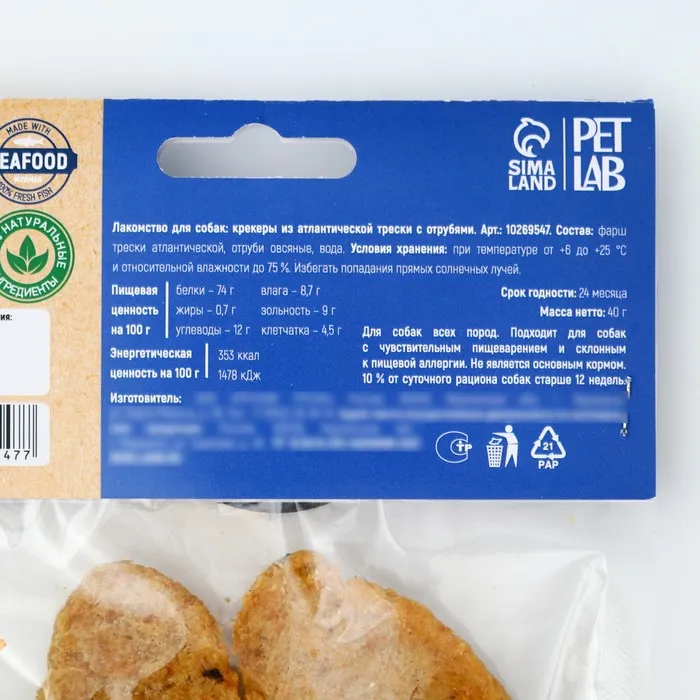 MADE WITH
EAFOOD
100% FRESH FISH
НАТУРАЛЬНЫЕ
ГРЕДИЕНТЫ
SIMA
LAND
PET
LAB
Лакомство для собак: крекеры из атлантической трески с отрубями. Арт.: 10269547. Состав: фарш
трески атлантической, отруби овсяные, вода. Условия хранения: при температуре от +6 до +25 °С
и относительной влажности до 75 %. Избегать попадания прямых солнечных лучей.
Пищевая
ценность
на 100 г
белки – 74 г
жиры – 0,7 г
углеводы – 12 г
влага – 8,7 г
зольность – 9 г
клетчатка – 4,5 г
Энергетическая
ценность на 100 г
353 ккал
1478 кДж
Срок годности: 24 месяца
Масса нетто: 40 г
Для собак всех пород. Подходит для собак
с чувствительным пищеварением и склонным
к пищевой аллергии. Не является основным кормом.
10 % от суточного рациона собак старше 12 недель.
Изготовитель:
ия:
477
21
PAP